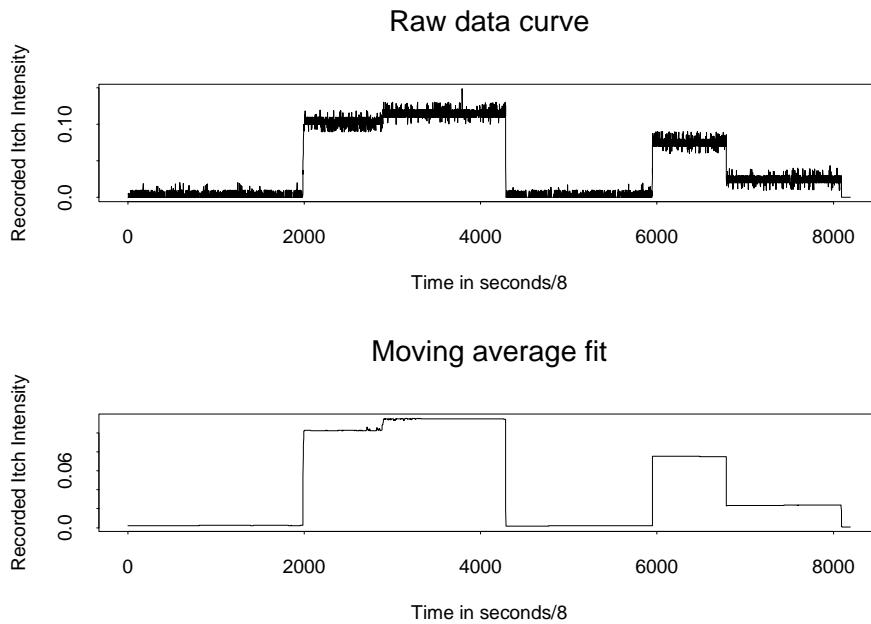 Raw data curve
Recorded Itch Intensity
0.10
0.0
0 2000 4000 6000 8000
Time in seconds/8
Moving average fit
Recorded Itch Intensity
0.06
0.0
0 2000 4000 6000 8000
Time in seconds/8